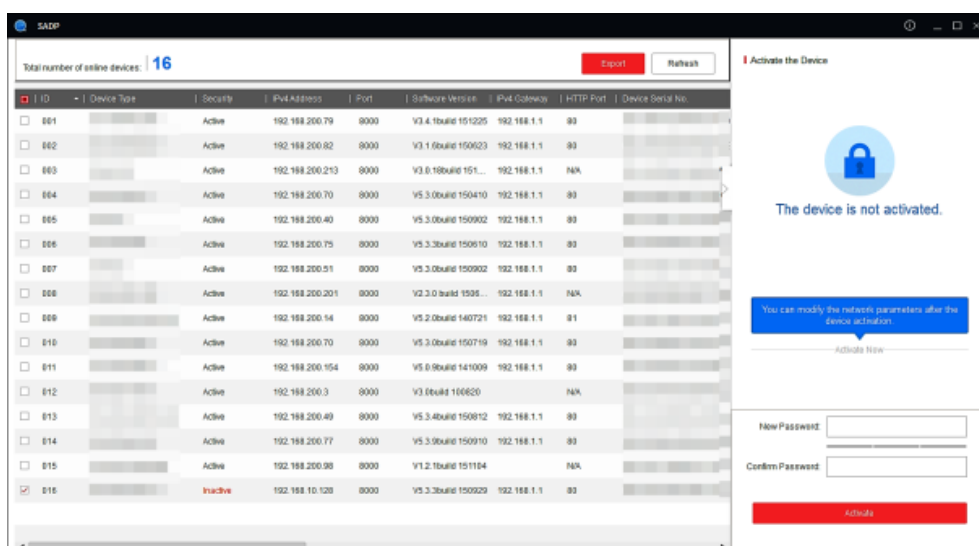 SADP
Total number of online devices: 16
Export
Refresh
ID Device Type Security IPv4 Address Port Software Version IPv4 Gateway HTTP Port Device Serial No.
001 Active 192.168.200.79 8000 V3.4.1build 151225 192.168.1.1 80
002 Active 192.168.200.82 8000 V3.1.6build 150623 192.168.1.1 80
003 Active 192.168.200.213 8000 V3.0.18build 151... 192.168.1.1 N/A
004 Active 192.168.200.70 8000 V5.3.0build 150410 192.168.1.1 80
005 Active 192.168.200.40 8000 V5.3.0build 150902 192.168.1.1 80
006 Active 192.168.200.75 8000 V5.3.3build 150610 192.168.1.1 80
007 Active 192.168.200.51 8000 V5.3.0build 150902 192.168.1.1 80
008 Active 192.168.200.201 8000 V2.3.0 build 1506... 192.168.1.1 N/A
009 Active 192.168.200.14 8000 V5.2.0build 140721 192.168.1.1 81
010 Active 192.168.200.70 8000 V5.3.0build 150719 192.168.1.1 80
011 Active 192.168.200.154 8000 V5.0.9build 141009 192.168.1.1 80
012 Active 192.168.200.3 8000 V3.0build 100820 N/A
013 Active 192.168.200.49 8000 V5.3.4build 150812 192.168.1.1 80
014 Active 192.168.200.77 8000 V5.3.9build 150910 192.168.1.1 80
015 Active 192.168.200.98 8000 V1.2.1build 151104 N/A
016 Inactive 192.168.10.128 8000 V5.3.3build 150929 192.168.1.1 80
Activate the Device
The device is not activated.
You can modify the network parameters after the
device activation.
Activate Now
New Password:
Confirm Password:
Activate